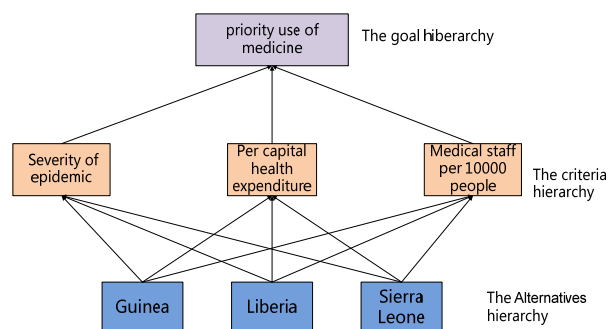 priority use of
medicine
The goal hiberarchy
Severity of
epidemic
Per capital
health
expenditure
Medical staff
per 10000
people
The criteria
hierarchy
Guinea
Liberia
Sierra
Leone
The Alternatives
hierarchy